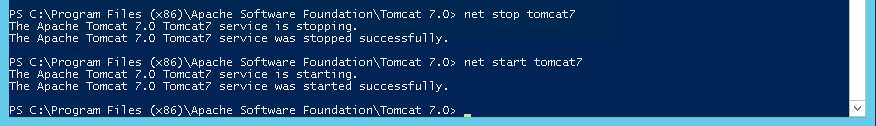 PS C:\Program Files (x86)\Apache Software Foundation\Tomcat 7.0> net stop tomcat7
The Apache Tomcat 7.0 Tomcat7 service is stopping.
The Apache Tomcat 7.0 Tomcat7 service was stopped successfully.
PS C:\Program Files (x86)\Apache Software Foundation\Tomcat 7.0> net start tomcat7
The Apache Tomcat 7.0 Tomcat7 service is starting.
The Apache Tomcat 7.0 Tomcat7 service was started successfully.
PS C:\Program Files (x86)\Apache Software Foundation\Tomcat 7.0>